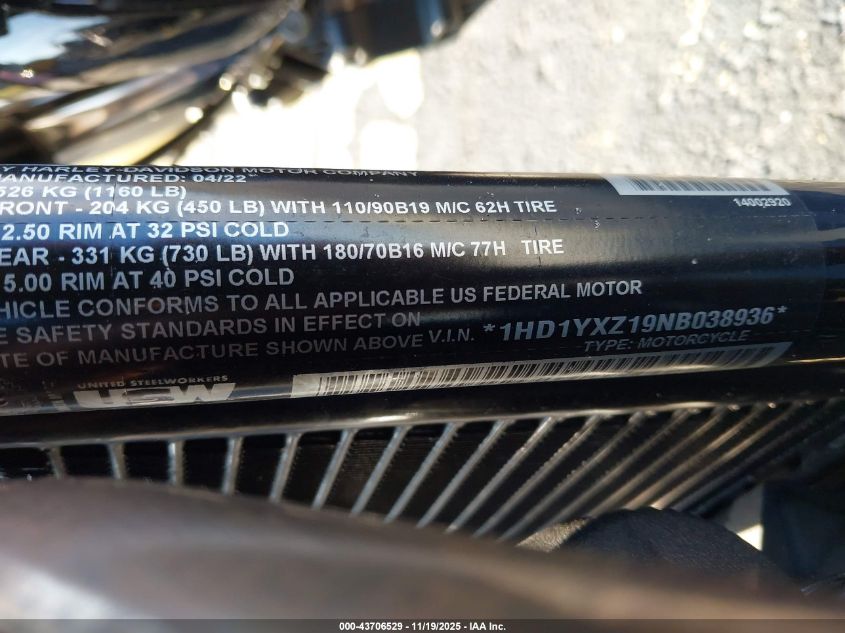 Y HARLEY-DAVIDSON MOTOR COMPANY
MANUFACTURED: 04/22
526 KG (1160 LB)
FRONT - 204 KG (450 LB) WITH 110/90B19 M/C 62H TIRE
2.50 RIM AT 32 PSI COLD
EAR - 331 KG (730 LB) WITH 180/70B16 M/C 77H TIRE
5.00 RIM AT 40 PSI COLD
EHICLE CONFORMS TO ALL APPLICABLE US FEDERAL MOTOR
E SAFETY STANDARDS IN EFFECT ON
TE OF MANUFACTURE SHOWN ABOVE V.I.N. *1HD1YXZ19NB038936*
TYPE: MOTORCYCLE
14002920
UNITED STEELWORKERS
USW
000-43706529 - 11/19/2025 - IAA Inc.